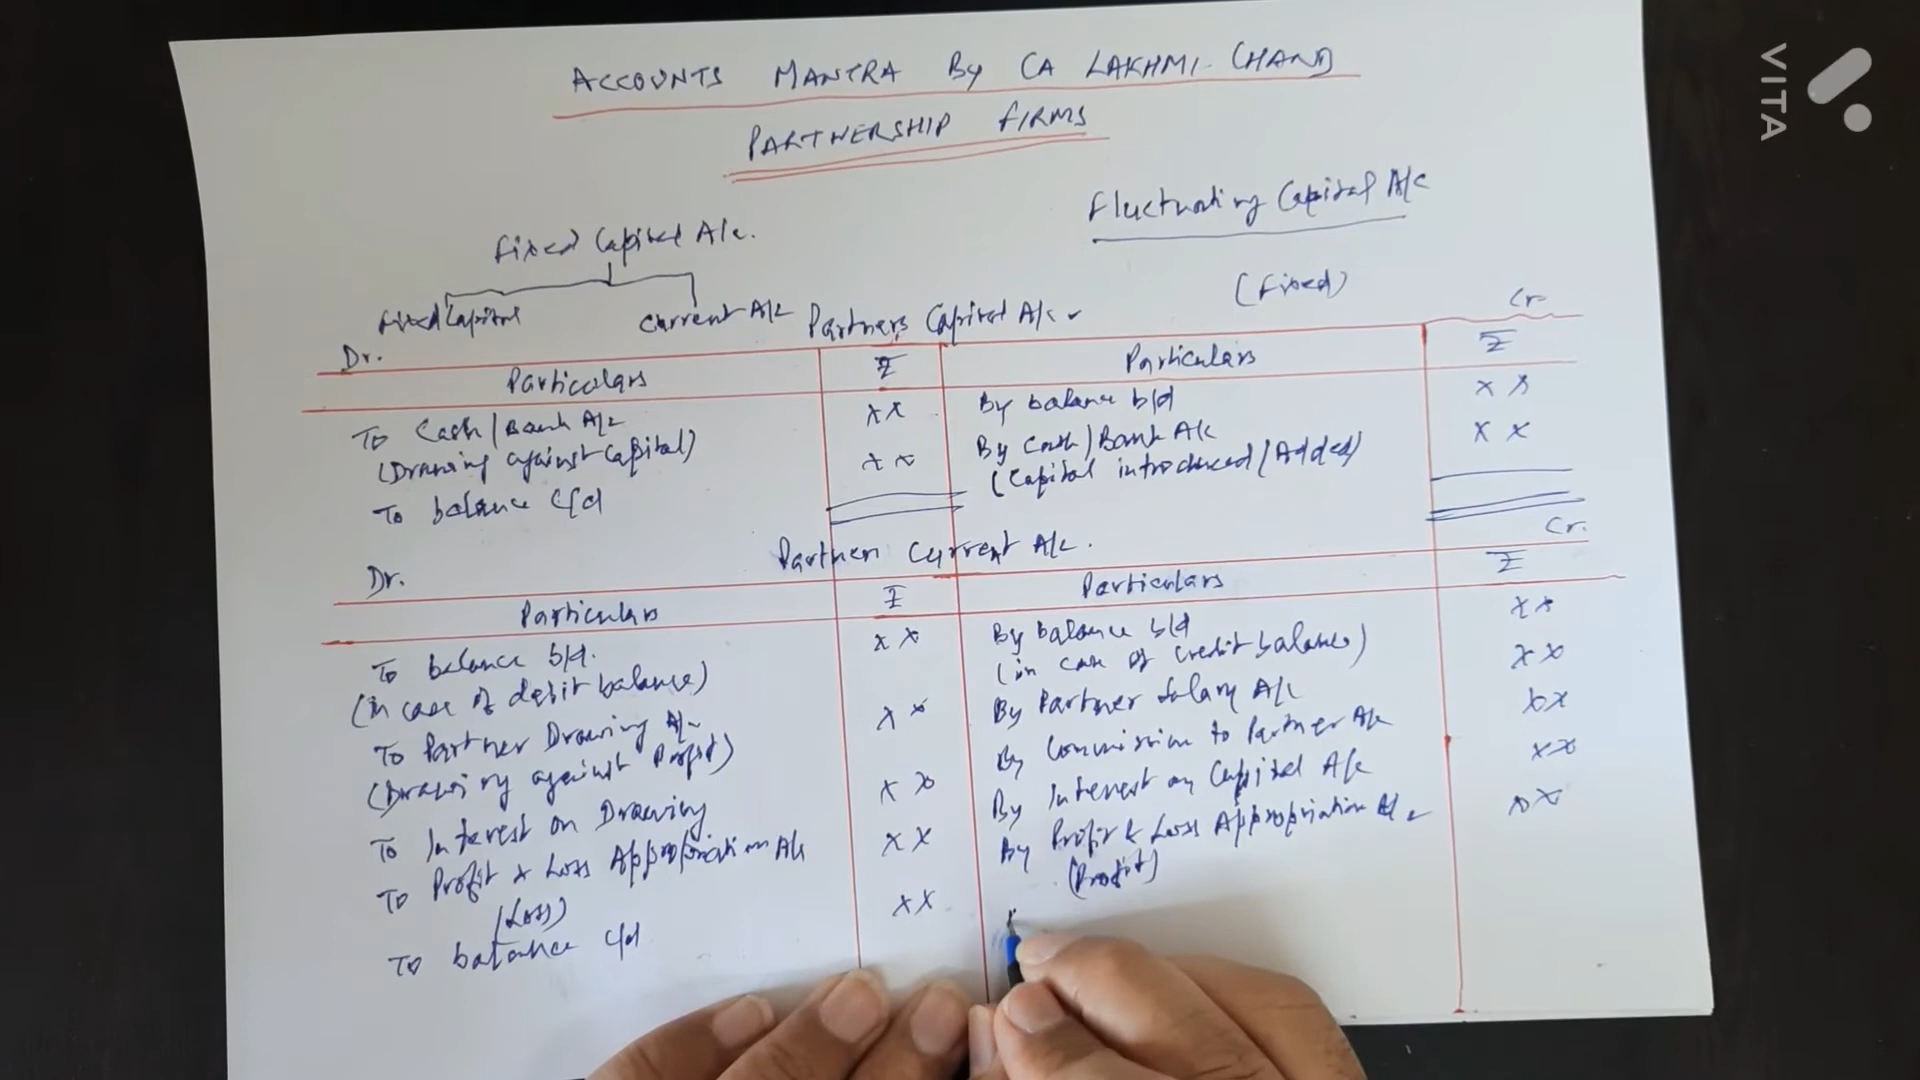 ACCOUNTS MANTRA By CA LAKHMI CHAND
PARTNERSHIP FIRMS
VITA
Fixed Capital A/c.
Fluctuating Capital A/c
Fixed Capital
Current A/c
Partners Capital A/c
(Fixed)
Dr.
Cr.
Particulars ₹ Particulars ₹
To Cash/Bank A/c xx By balance b/d xx
(Drawing against Capital) xx By Cash/Bank A/c xx
To balance c/d (Capital introduced/Added)
Dr. Partner Current A/c. Cr.
Particulars ₹ Particulars ₹
To balance b/d. xx By balance b/d xx
(in case of debit balance) (in case of credit balance)
To Partner Drawing A/c xx By Partner Salary A/c xx
(Drawing against Profit) By Commission to Partner A/c xx
To Interest on Drawing xx By Interest on Capital A/c xx
To Profit & Loss Appropriation A/c xx By Profit & Loss Appropriation A/c xx
(Loss) (Profit)
To balance c/d xx